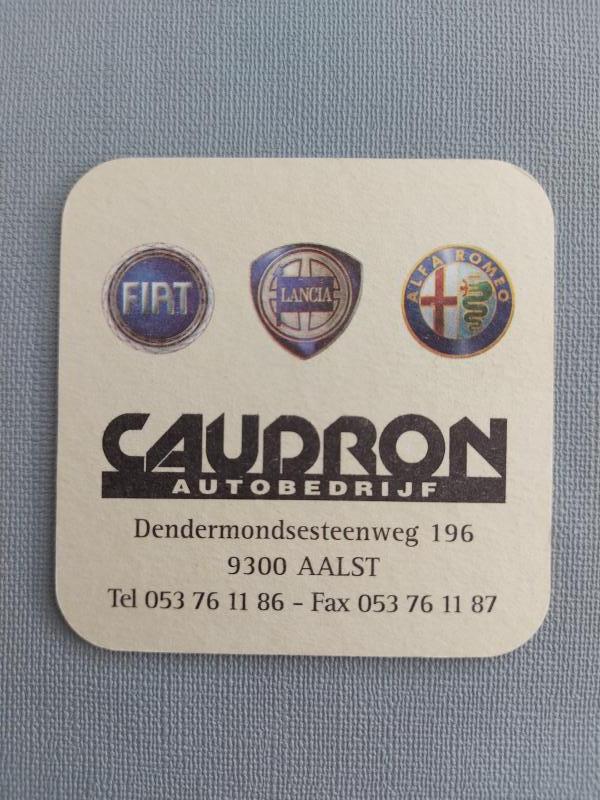 FIAT
LANCIA
ALFA ROMEO
CAUDRON
AUTOBEDRIJF
Dendermondsesteenweg 196
9300 AALST
Tel 053 76 11 86 - Fax 053 76 11 87